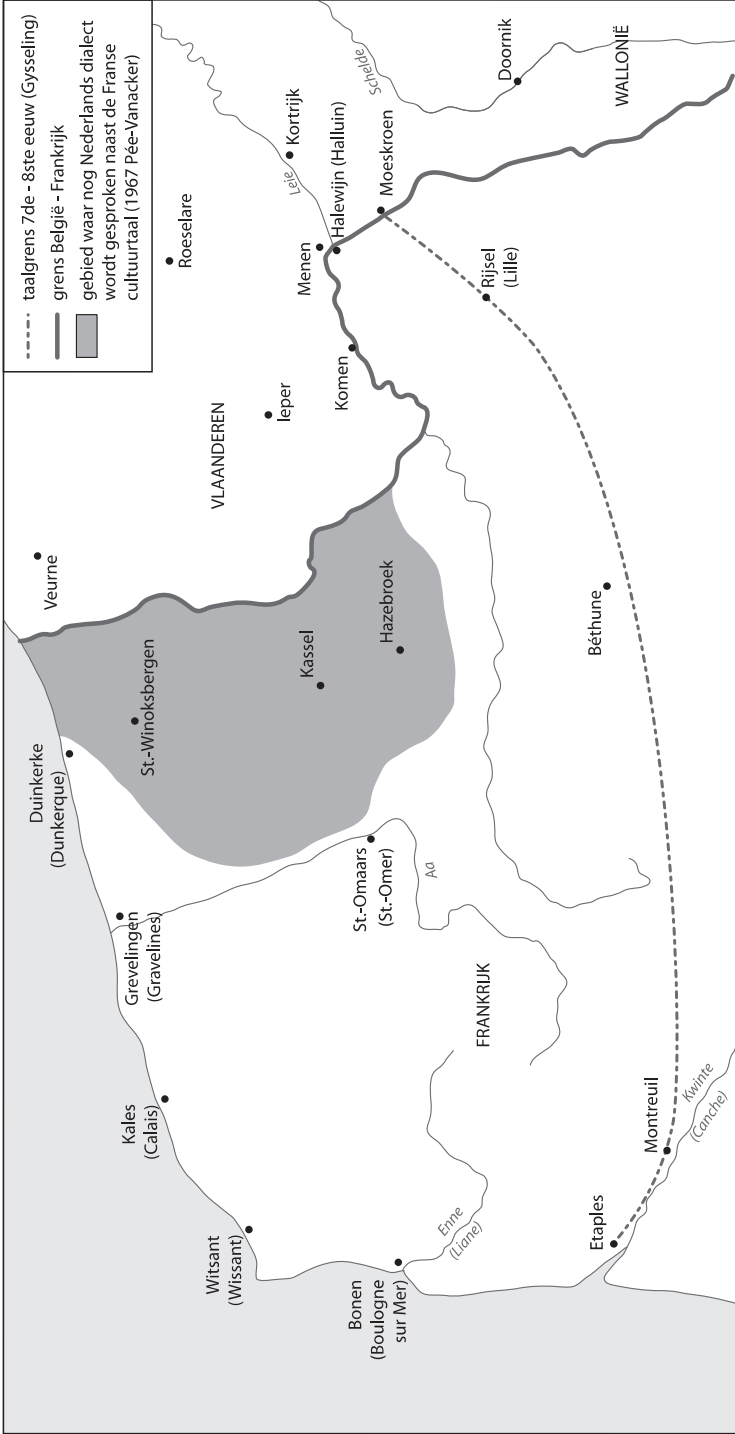 taalgrens 7de - 8ste eeuw (Gysseling)
grens België - Frankrijk
gebied waar nog Nederlands dialect
wordt gesproken naast de Franse
cultuurtaal (1967 Pée-Vanacker)
Duinkerke
(Dunkerque)
Veurne
Grevelingen
(Gravelines)
St.-Winoksbergen
Roeselare
Kales
(Calais)
VLAANDEREN
Ieper
Leie
Kortrijk
Witsant
(Wissant)
Kassel
Menen
Halewijn (Halluin)
Schelde
Komen
Moeskroen
Bonen
(Boulogne
sur Mer)
St.-Omaars
(St.-Omer)
Hazebroek
Aa
Enne
(Liane)
FRANKRIJK
Rijsel
(Lille)
Doornik
Etaples
Béthune
WALLONIË
Montreuil
Kwinte
(Canche)